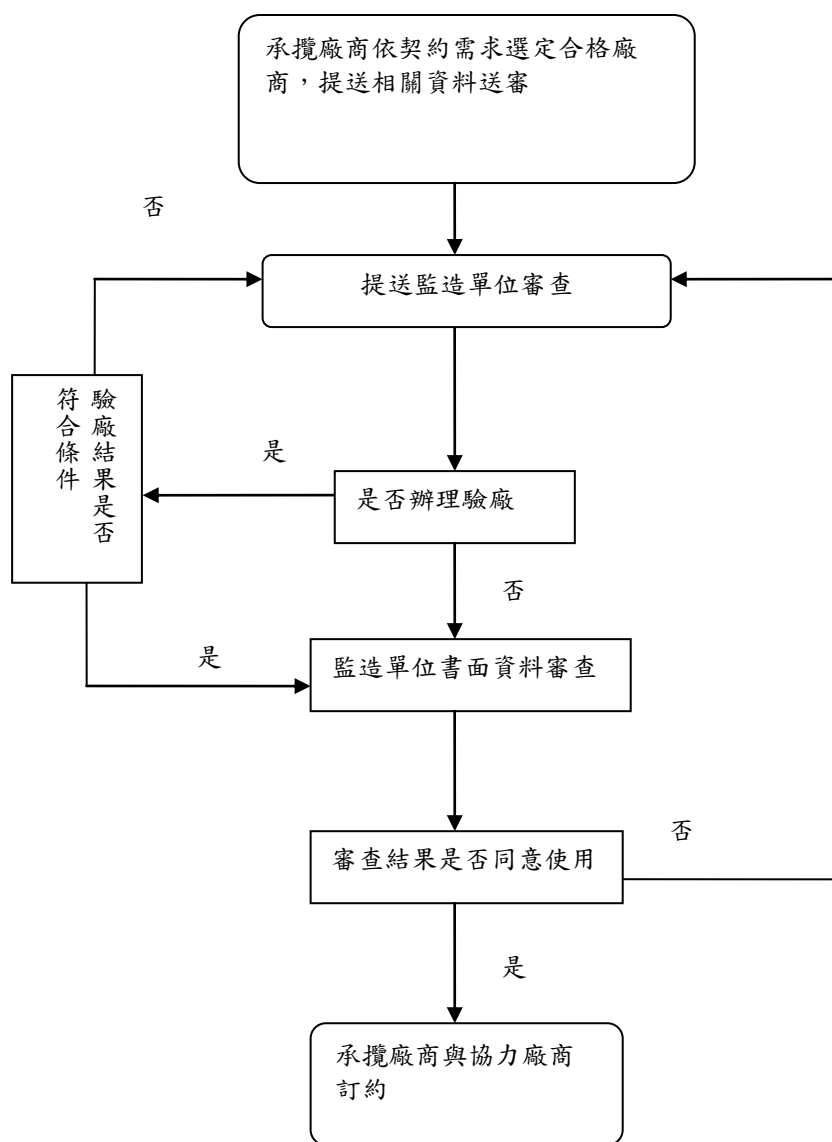 承攬廠商依契約需求選定合格廠
商，提送相關資料送審
否
提送監造單位審查
驗廠結果是否
符合條件
是
是否辦理驗廠
否
是
監造單位書面資料審查
審查結果是否同意使用
否
是
承攬廠商與協力廠商
訂約